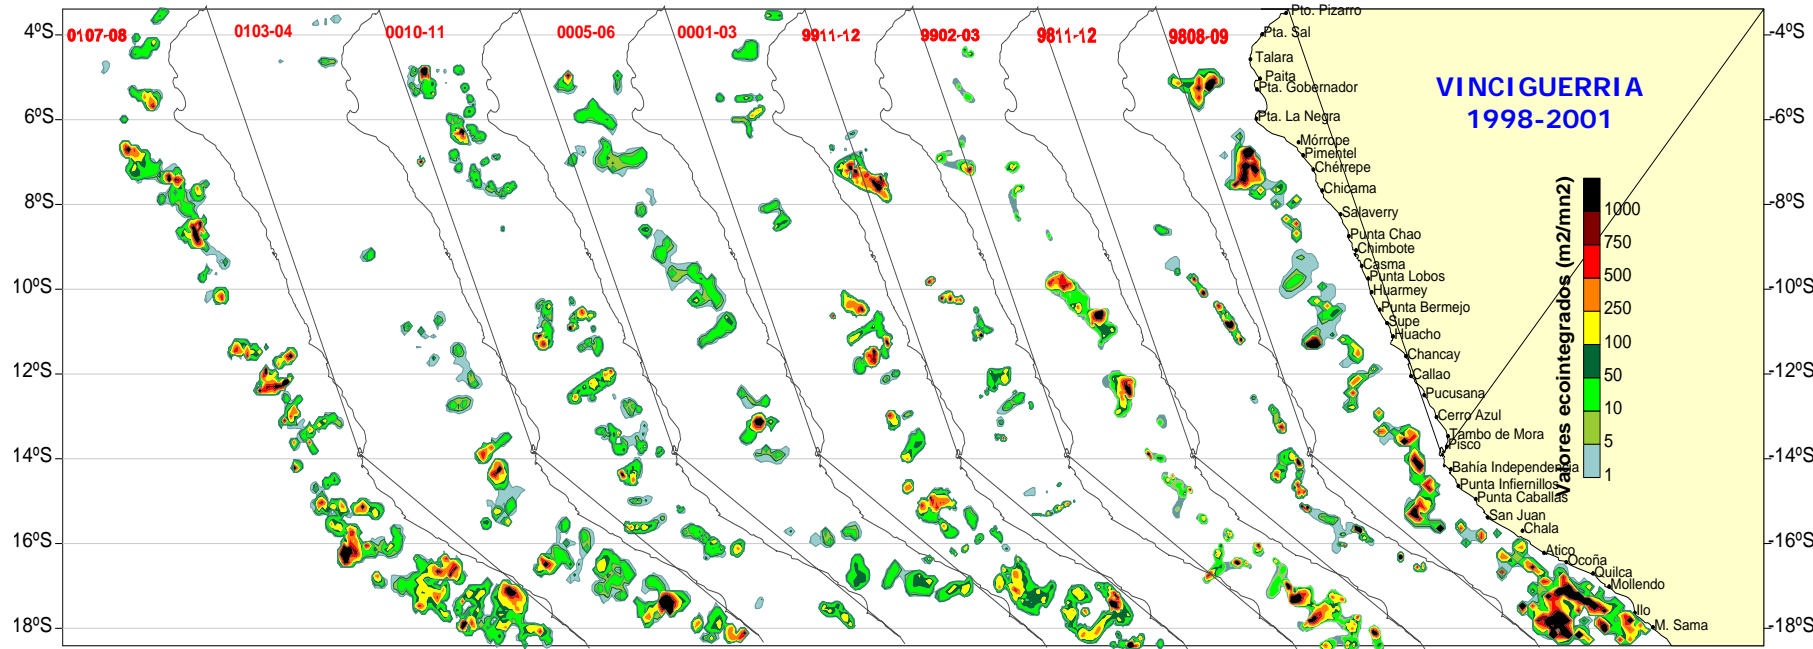 0107-08
0103-04
0010-11
0005-06
0001-03
9911-12
9902-03
9811-12
9808-09
VINCIGUERRIA
1998-2001
4ºS
6ºS
8ºS
10ºS
12ºS
14ºS
16ºS
18ºS
-4ºS
-6ºS
-8ºS
-10ºS
-12ºS
-14ºS
-16ºS
-18ºS
Pto. Pizarro
Pta. Sal
Talara
Paita
Pta. Gobernador
Pta. La Negra
Mórrope
Pimentel
Chérrepe
Chicama
Salaverry
Punta Chao
Chimbote
Casma
Punta Lobos
Huarmey
Punta Bermejo
Supe
Huacho
Chancay
Callao
Pucusana
Cerro Azul
Tambo de Mora
Pisco
Bahía Independencia
Punta Infiernillos
Punta Caballas
San Juan
Chala
Atico
Ocoña
Quilca
Mollendo
Ilo
M. Sama
Valores ecointegrados (m2/mn2)
1000
750
500
250
100
50
10
5
1